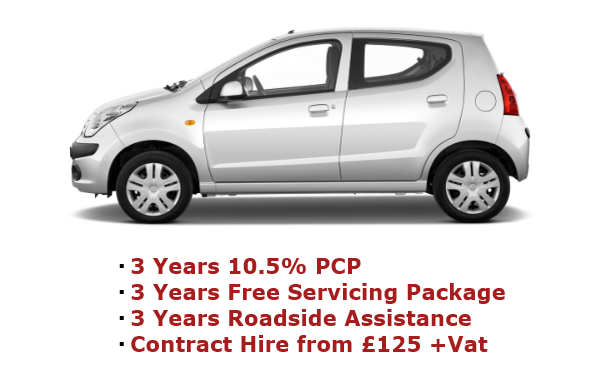 · 3 Years 10.5% PCP
· 3 Years Free Servicing Package
· 3 Years Roadside Assistance
· Contract Hire from £125 +Vat